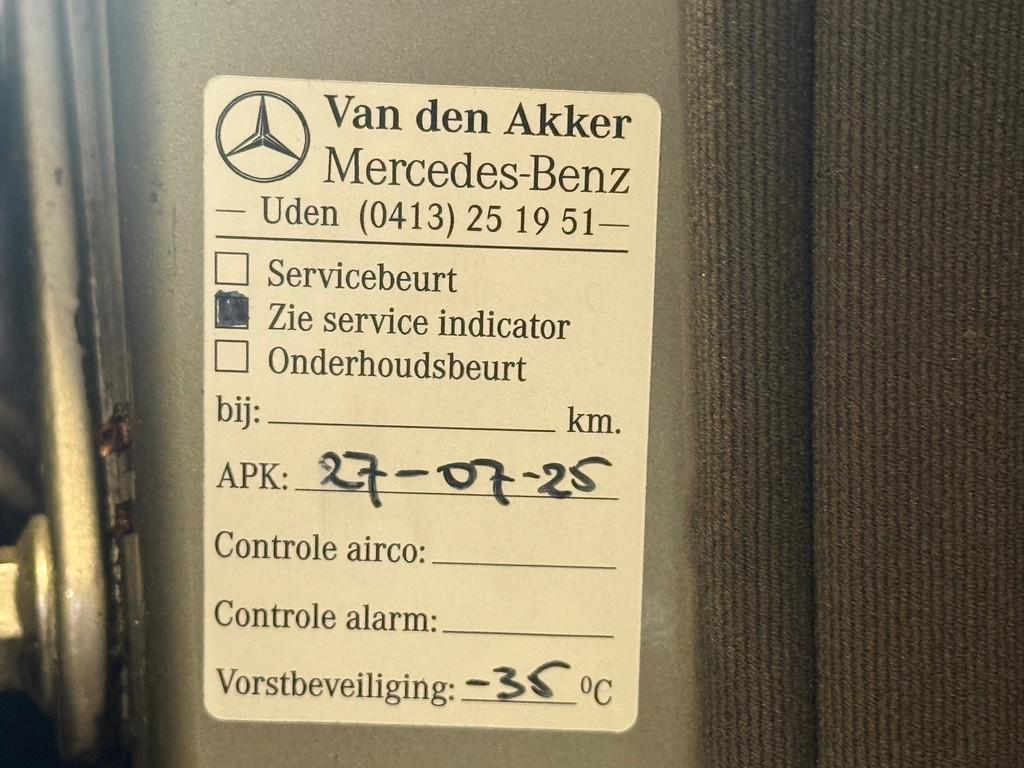 Van den Akker
Mercedes-Benz
— Uden (0413) 25 19 51—
Servicebeurt
Zie service indicator
Onderhoudsbeurt
bij: km.
APK: 27-07-25
Controle airco:
Controle alarm:
Vorstbeveiliging: -35 ºC